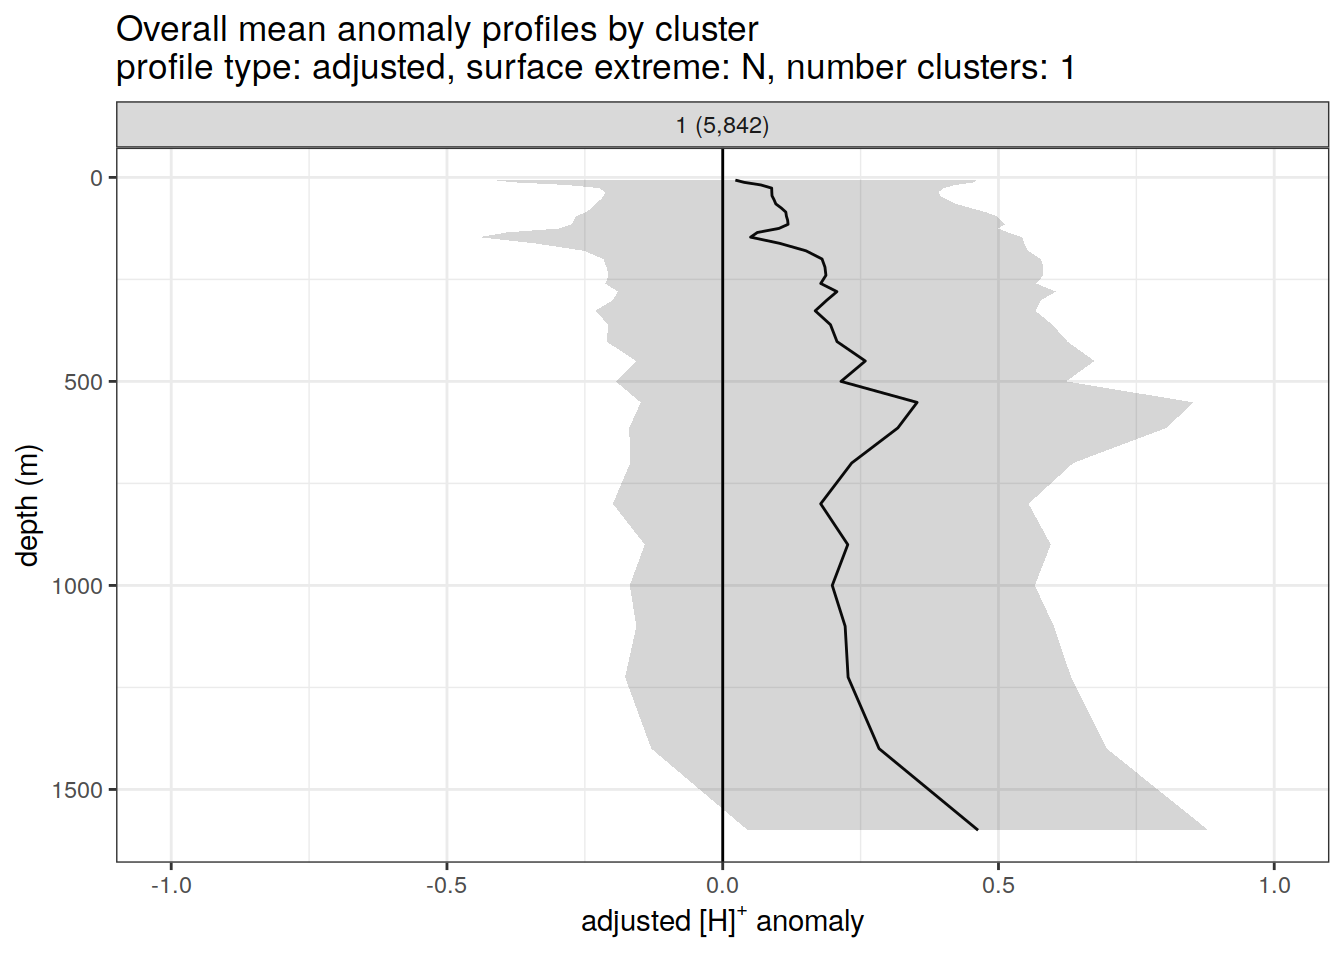 Overall mean anomaly profiles by cluster
profile type: adjusted, surface extreme: N, number clusters: 1
1 (5,842)
0
500
1000
1500
depth (m)
-1.0
-0.5
0.0
0.5
1.0
adjusted [H]⁺ anomaly